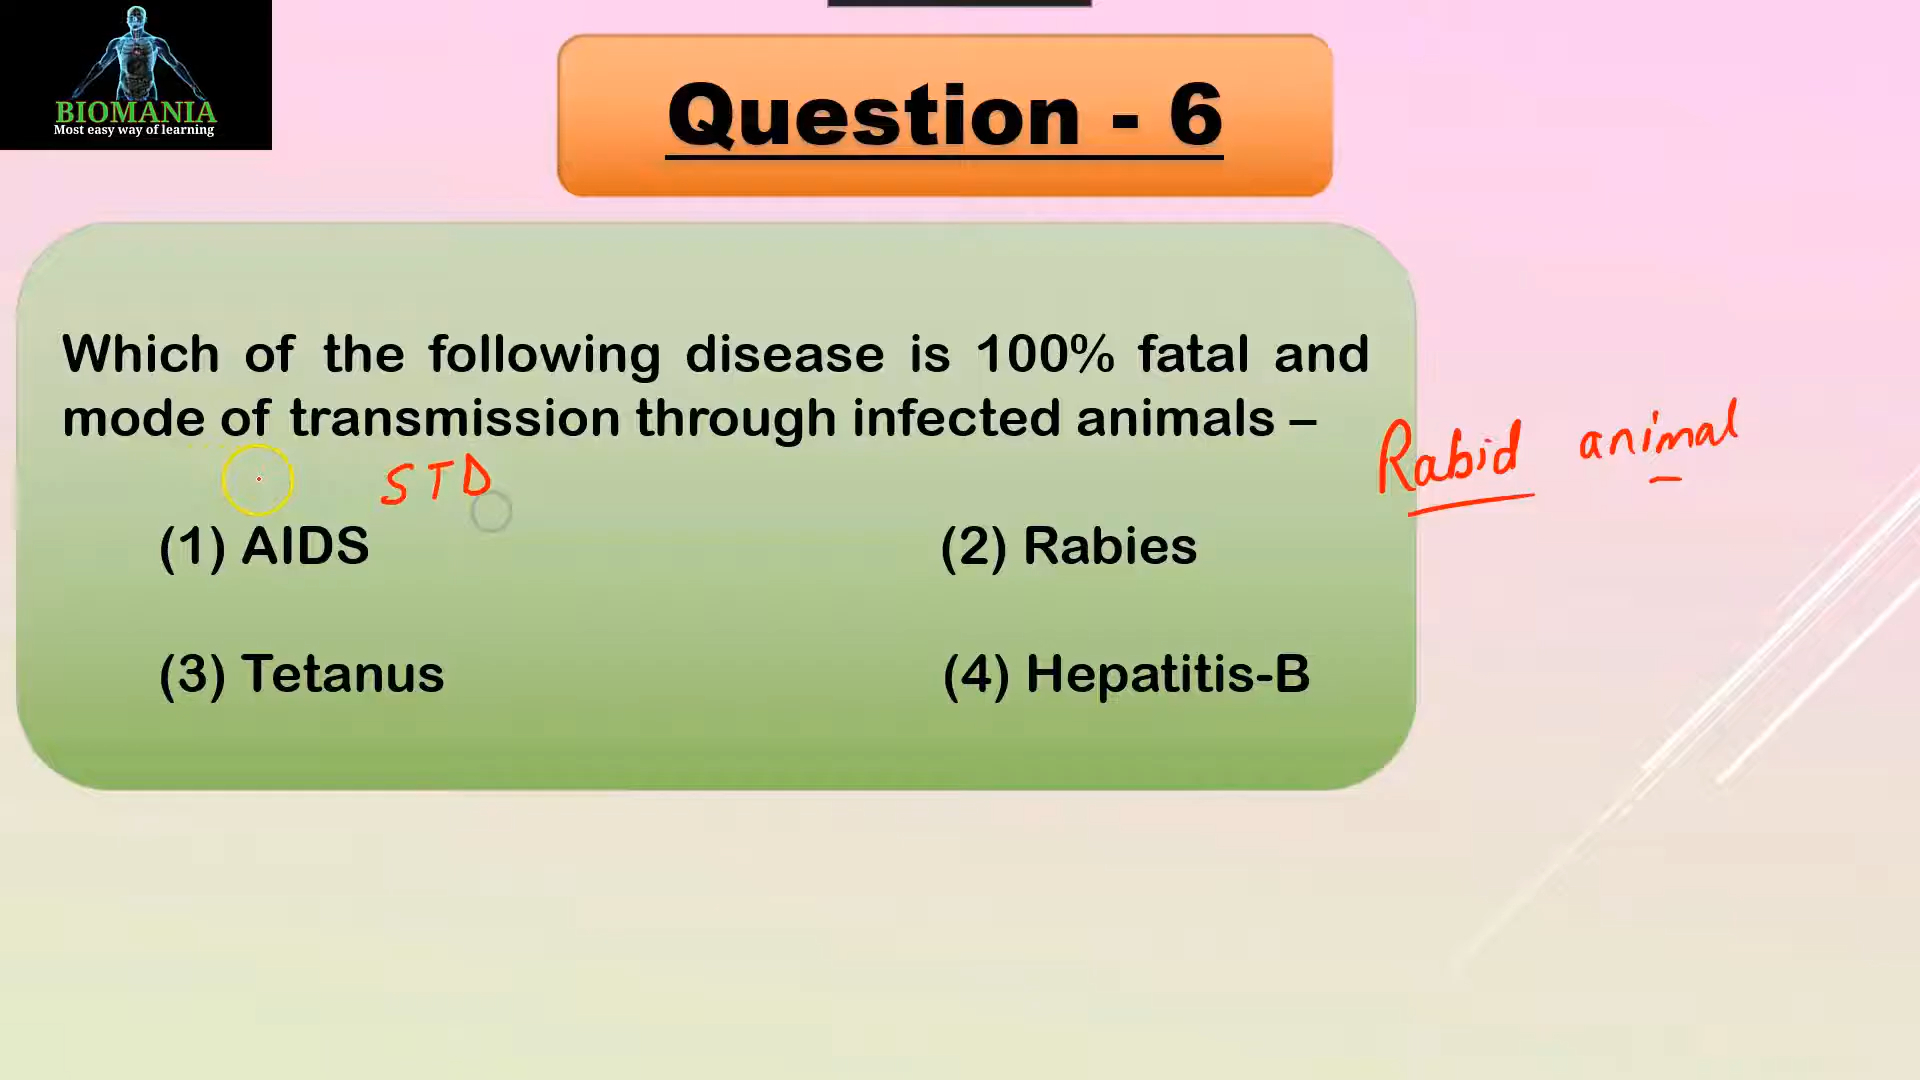 BIOMANIA
Most easy way of learning
Question - 6
Which of the following disease is 100% fatal and
mode of transmission through infected animals –
Rabid animal
STD
(1) AIDS
(2) Rabies
(3) Tetanus
(4) Hepatitis-B